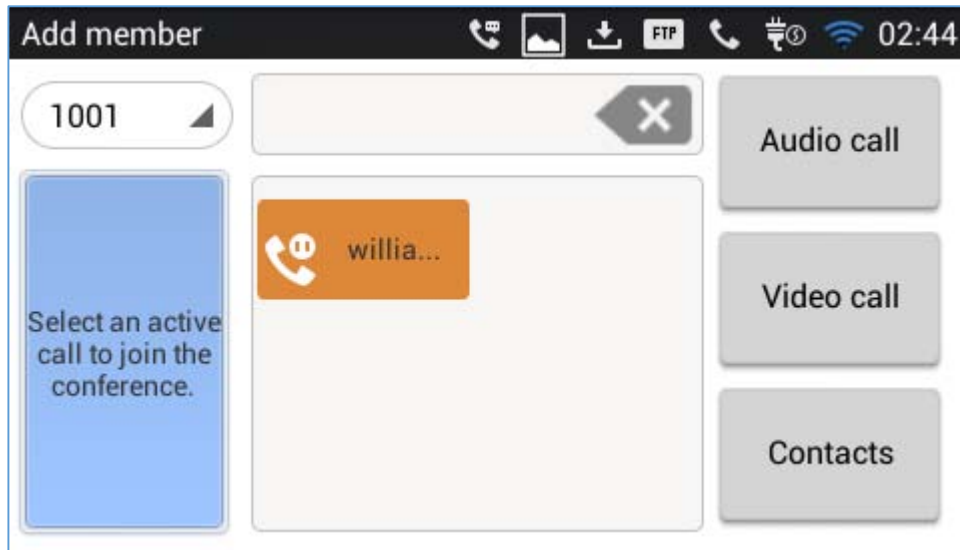 Add member
FTP
02:44
1001
Audio call
willia...
Select an active
call to join the
conference.
Video call
Contacts